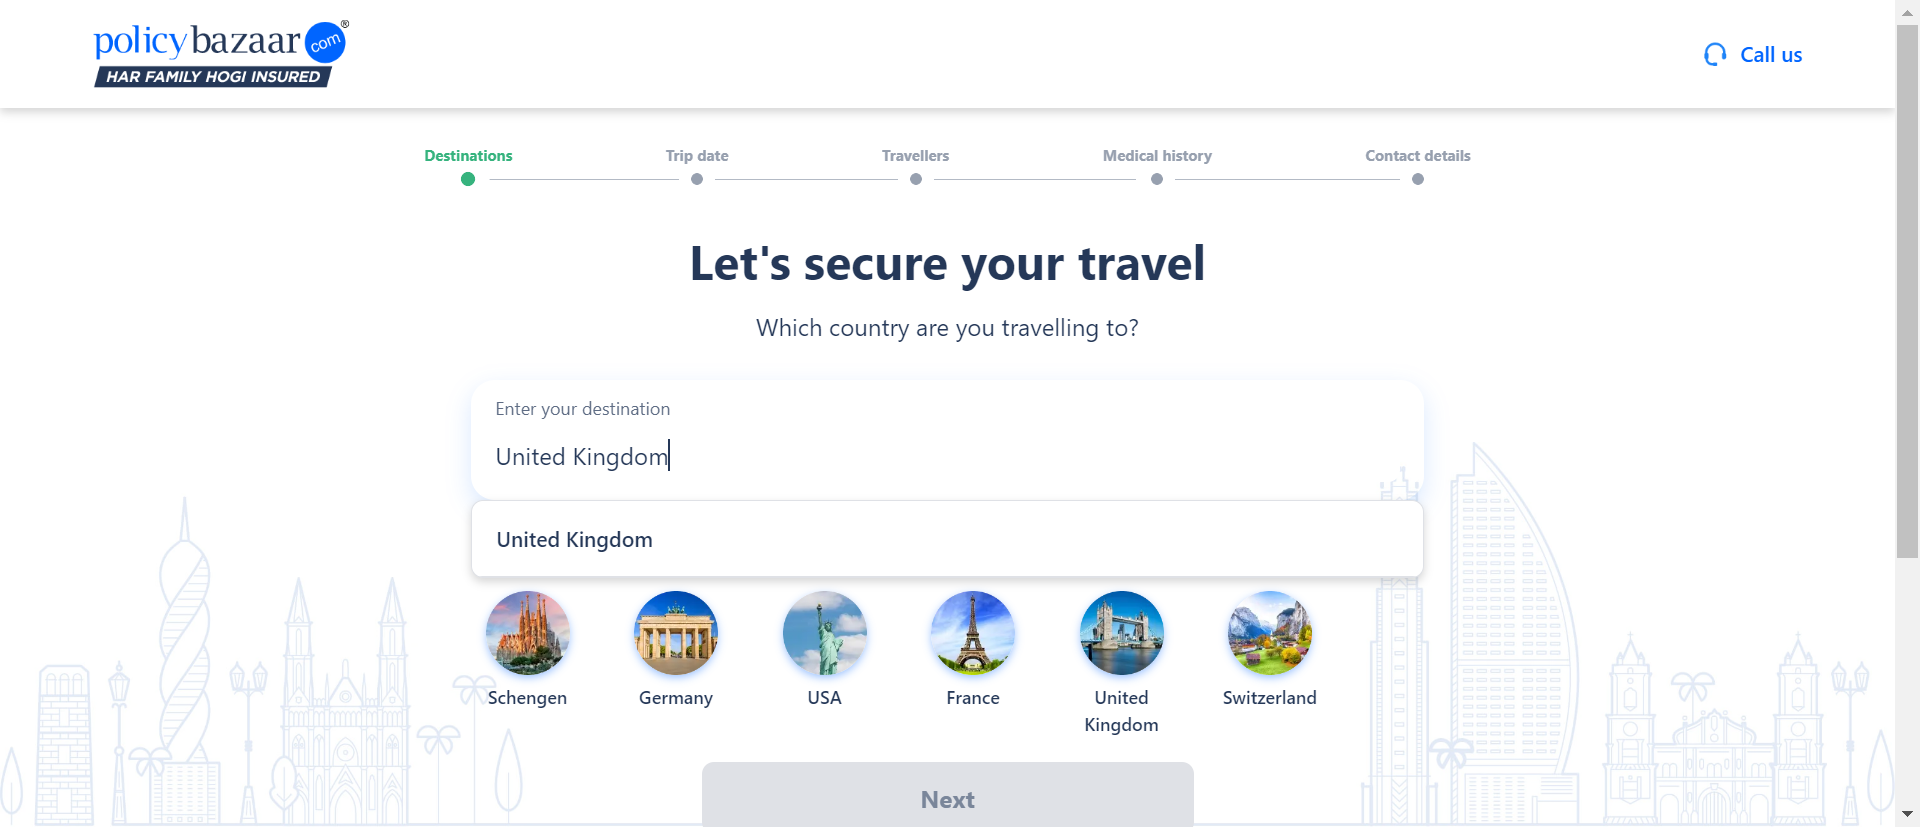 policybazaar com ®
HAR FAMILY HOGI INSURED
Call us
Destinations
Trip date
Travellers
Medical history
Contact details
Let's secure your travel
Which country are you travelling to?
Enter your destination
United Kingdom
United Kingdom
Schengen
Germany
USA
France
United
Kingdom
Switzerland
Next